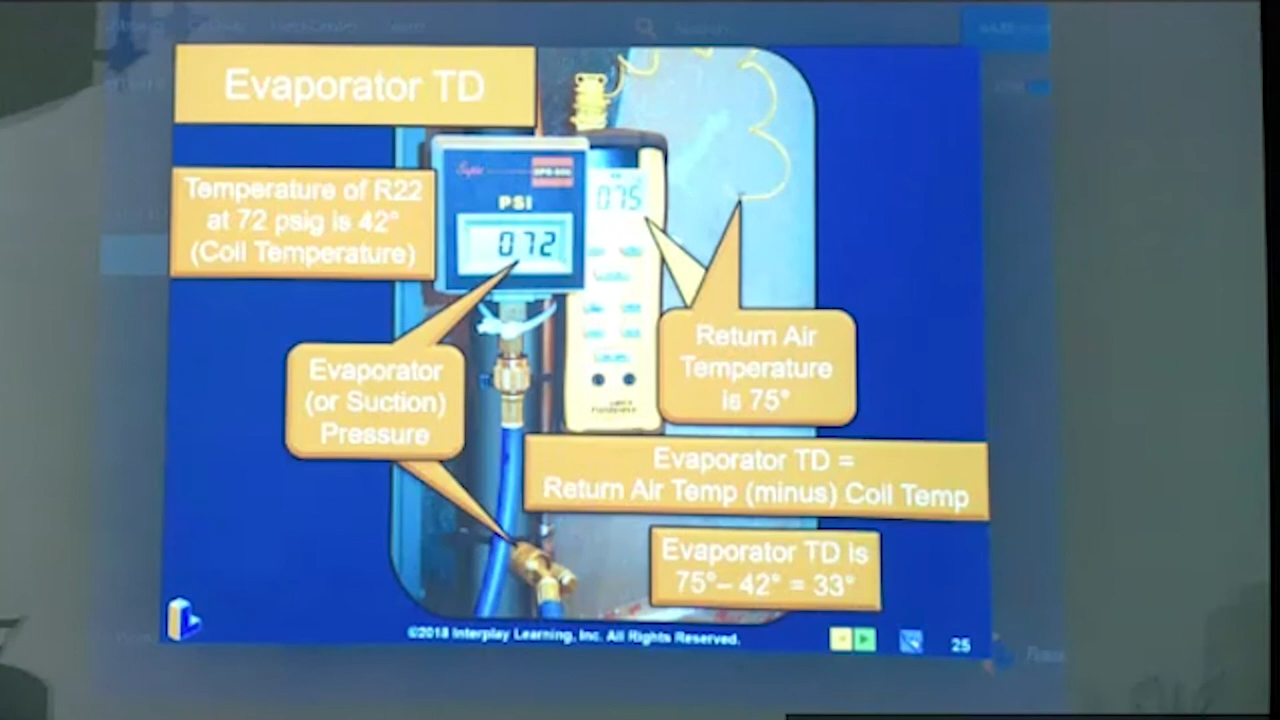 Evaporator TD
Temperature of R22
at 72 psig is 42°
(Coil Temperature)
PSI
072
075
Return Air
Temperature
is 75°
Evaporator
(or Suction)
Pressure
Evaporator TD =
Return Air Temp (minus) Coil Temp
Evaporator TD is
75°– 42° = 33°
©2018 Interplay Learning, Inc. All Rights Reserved.
25